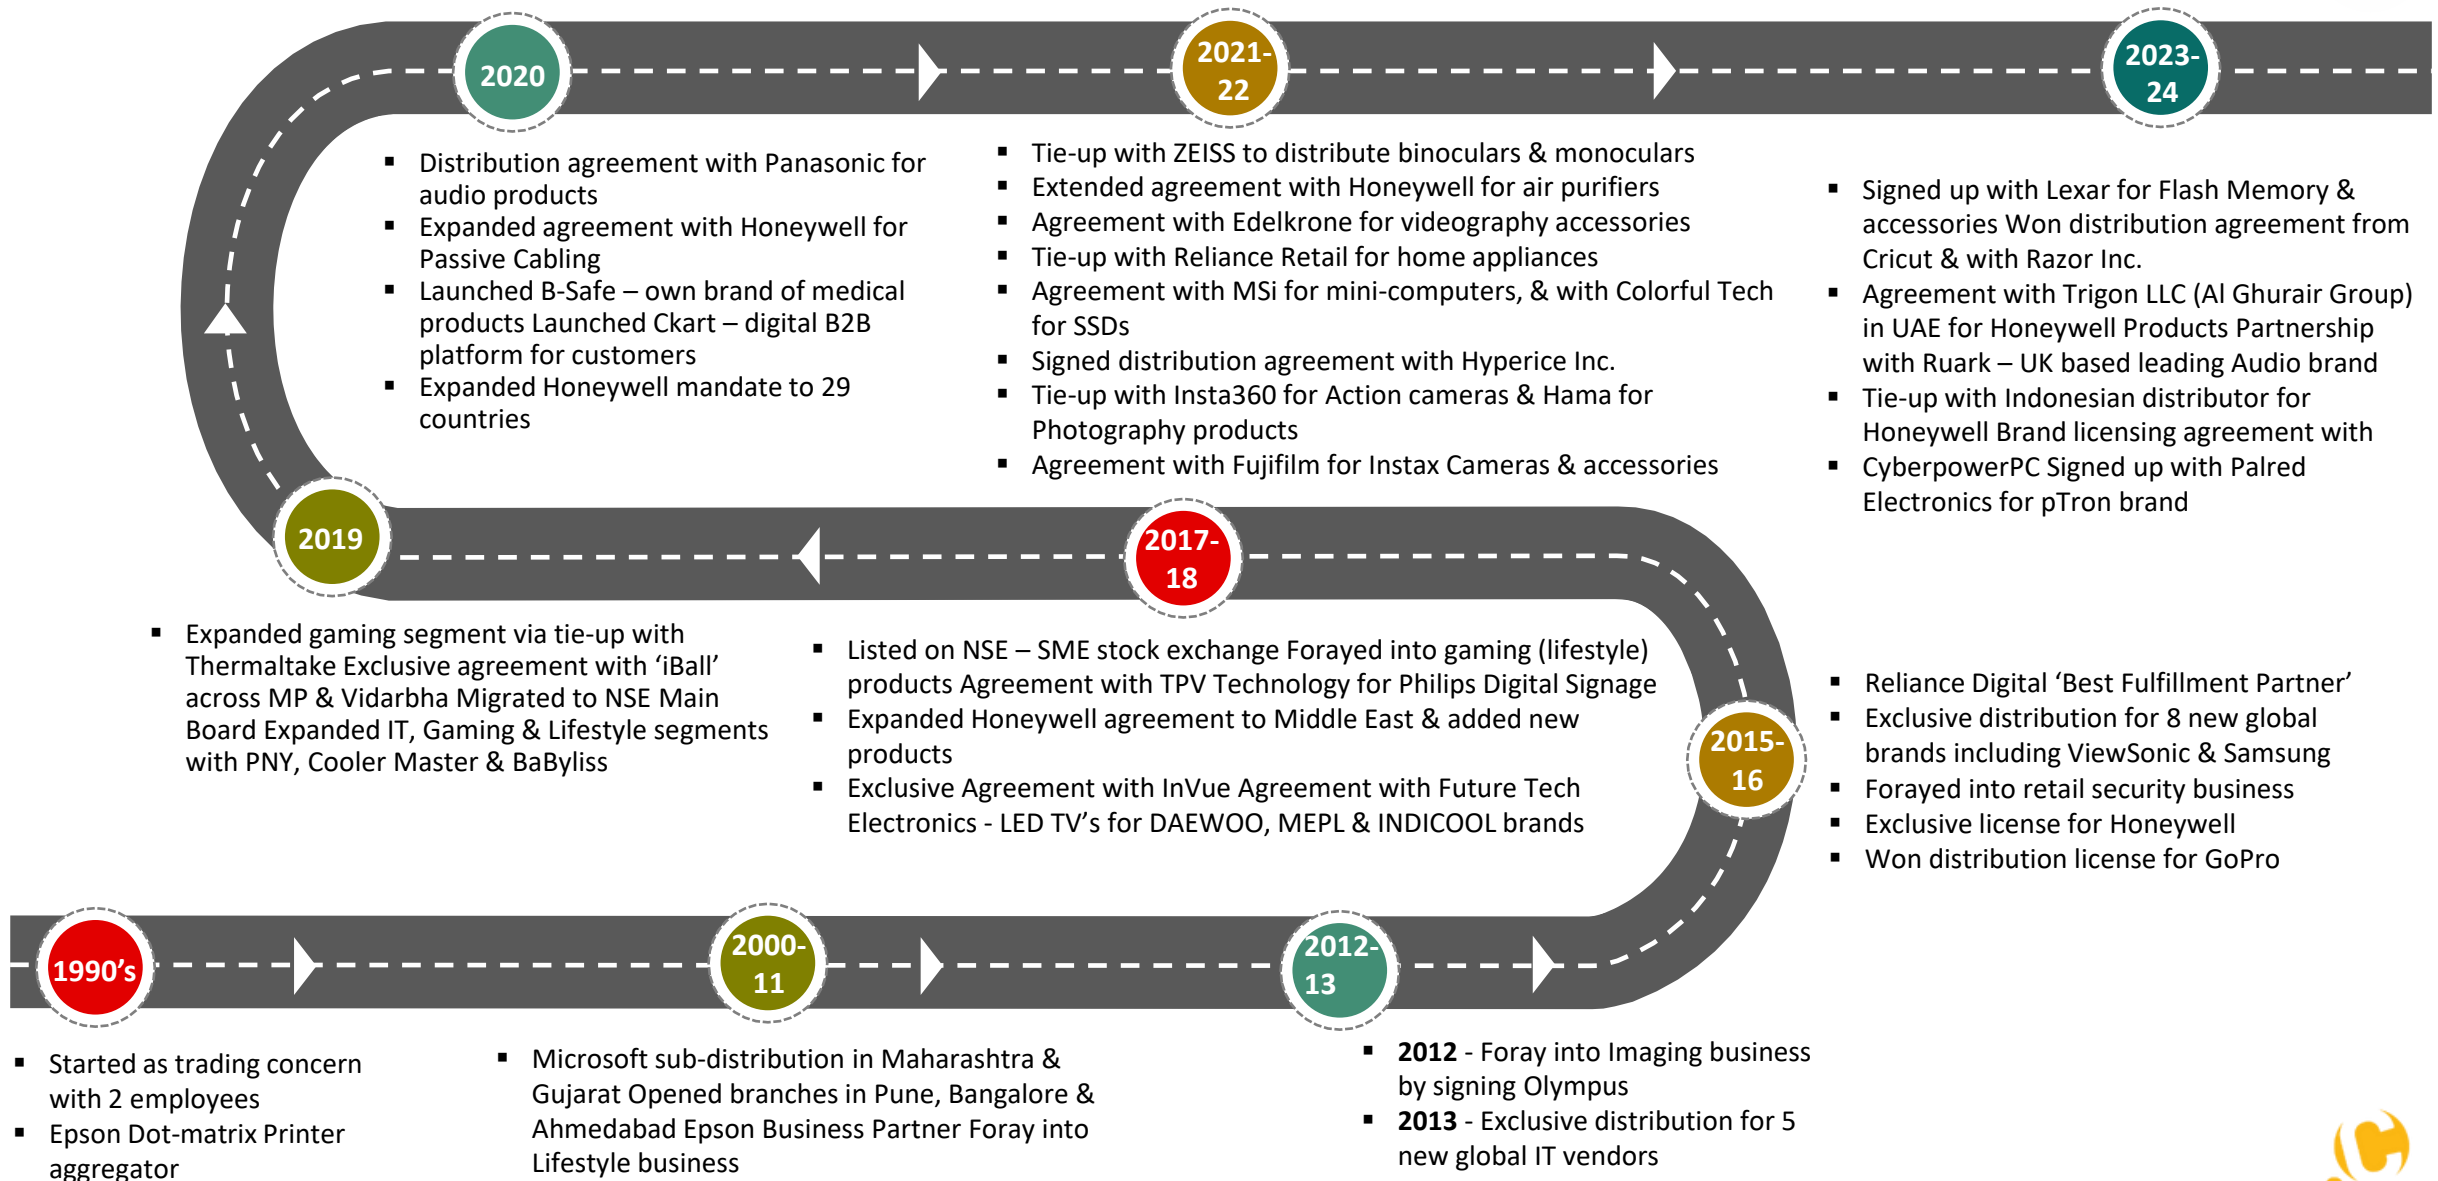 2020
2021-
22
2023-
24
▪ Distribution agreement with Panasonic for
audio products
▪ Expanded agreement with Honeywell for
Passive Cabling
▪ Launched B-Safe – own brand of medical
products Launched Ckart – digital B2B
platform for customers
▪ Expanded Honeywell mandate to 29
countries
▪ Tie-up with ZEISS to distribute binoculars & monoculars
▪ Extended agreement with Honeywell for air purifiers
▪ Agreement with Edelkrone for videography accessories
▪ Tie-up with Reliance Retail for home appliances
▪ Agreement with MSi for mini-computers, & with Colorful Tech
for SSDs
▪ Signed distribution agreement with Hyperice Inc.
▪ Tie-up with Insta360 for Action cameras & Hama for
Photography products
▪ Agreement with Fujifilm for Instax Cameras & accessories
▪ Signed up with Lexar for Flash Memory &
accessories Won distribution agreement from
Cricut & with Razor Inc.
▪ Agreement with Trigon LLC (Al Ghurair Group)
in UAE for Honeywell Products Partnership
with Ruark – UK based leading Audio brand
▪ Tie-up with Indonesian distributor for
Honeywell Brand licensing agreement with
▪ CyberpowerPC Signed up with Palred
Electronics for pTron brand
2019
2017-
18
▪ Expanded gaming segment via tie-up with
Thermaltake Exclusive agreement with ‘iBall’
across MP & Vidarbha Migrated to NSE Main
Board Expanded IT, Gaming & Lifestyle segments
with PNY, Cooler Master & BaByliss
▪ Listed on NSE – SME stock exchange Forayed into gaming (lifestyle)
products Agreement with TPV Technology for Philips Digital Signage
▪ Expanded Honeywell agreement to Middle East & added new
products
▪ Exclusive Agreement with InVue Agreement with Future Tech
Electronics - LED TV’s for DAEWOO, MEPL & INDICOOL brands
2015-
16
▪ Reliance Digital ‘Best Fulfillment Partner’
▪ Exclusive distribution for 8 new global
brands including ViewSonic & Samsung
▪ Forayed into retail security business
▪ Exclusive license for Honeywell
▪ Won distribution license for GoPro
1990’s
2000-
11
2012-
13
▪ Started as trading concern
with 2 employees
▪ Epson Dot-matrix Printer
aggregator
▪ Microsoft sub-distribution in Maharashtra &
Gujarat Opened branches in Pune, Bangalore &
Ahmedabad Epson Business Partner Foray into
Lifestyle business
▪ 2012 - Foray into Imaging business
by signing Olympus
▪ 2013 - Exclusive distribution for 5
new global IT vendors